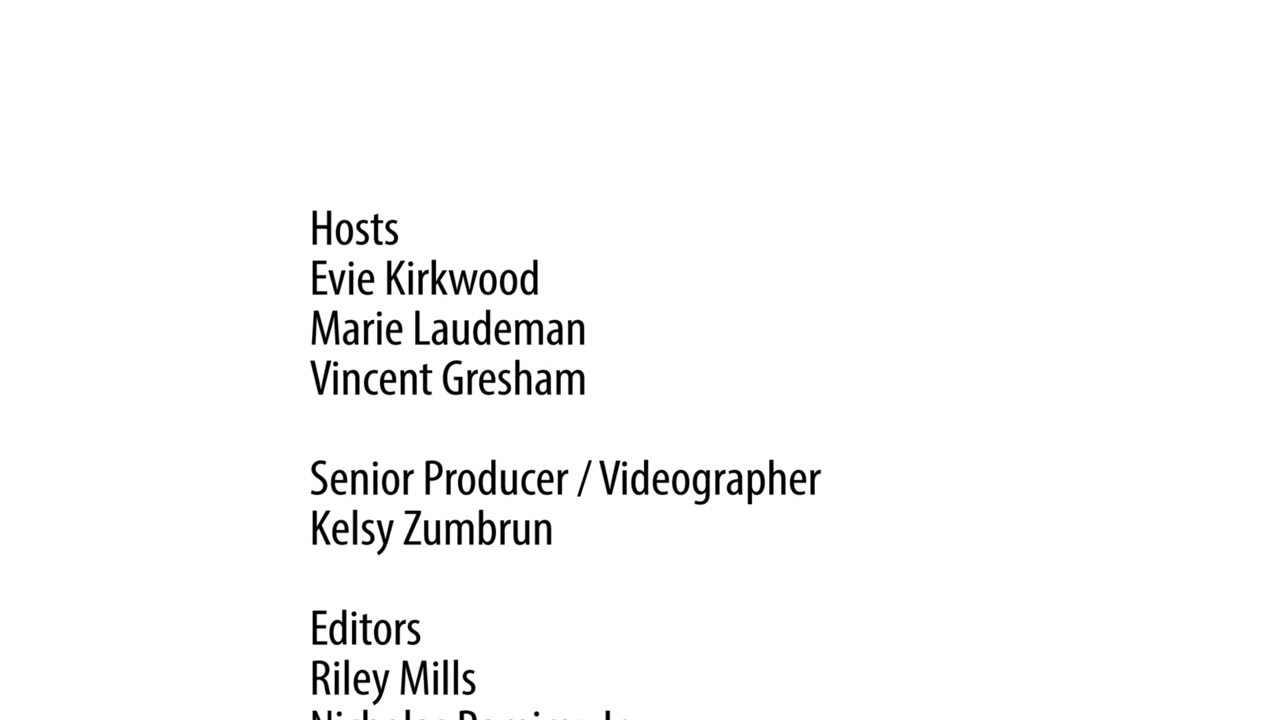 Hosts
Evie Kirkwood
Marie Laudeman
Vincent Gresham
Senior Producer / Videographer
Kelsy Zumbrun
Editors
Riley Mills